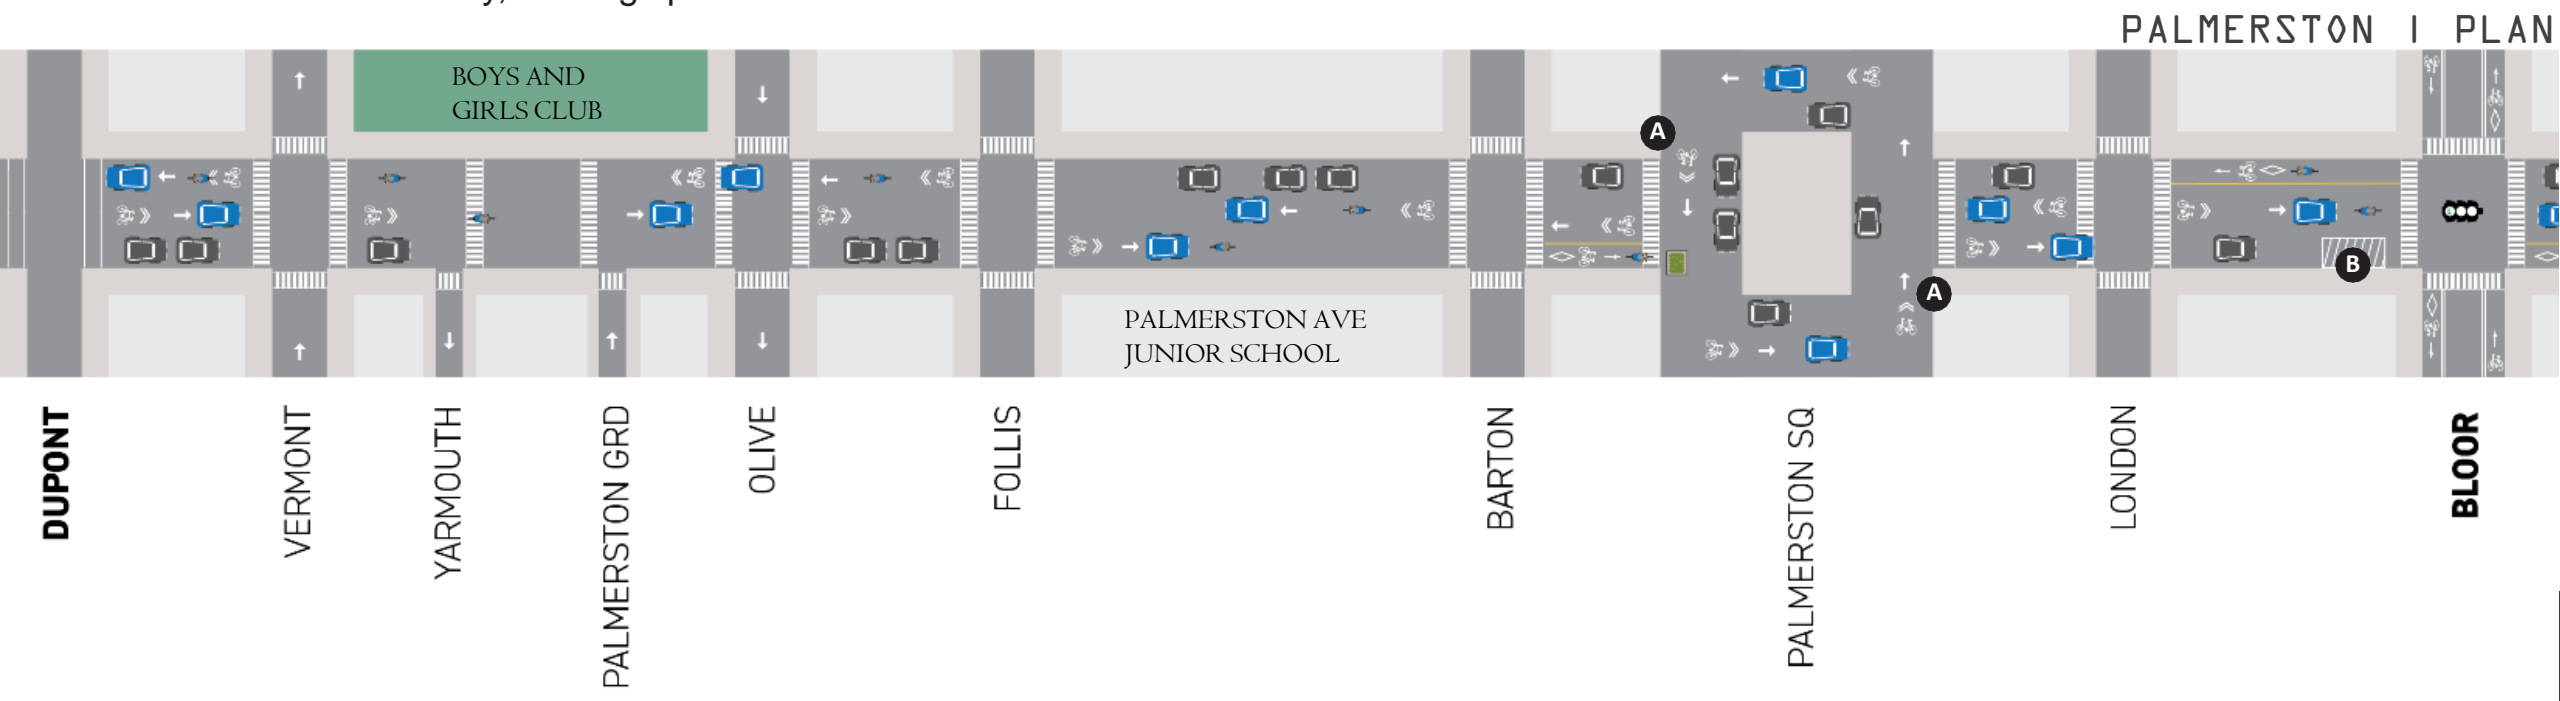 PALMERSTON | PLAN
BOYS AND
GIRLS CLUB
A
A
B
PALMERSTON AVE
JUNIOR SCHOOL
DUPONT
VERMONT
YARMOUTH
PALMERSTON GRD
OLIVE
FOLLIS
BARTON
PALMERSTON SQ
LONDON
BLOOR